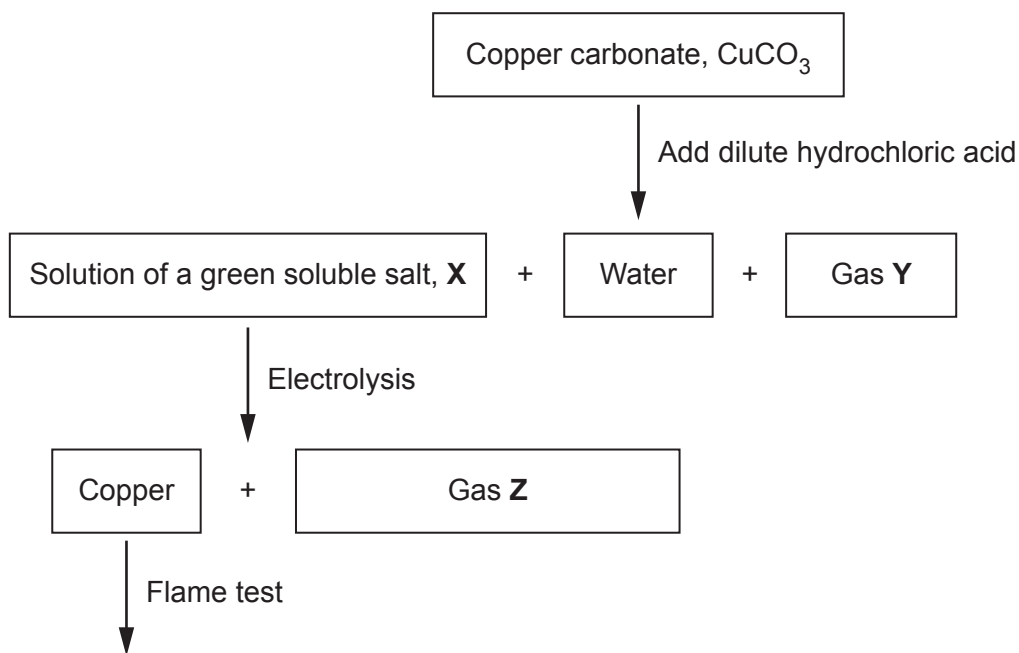 Copper carbonate, CuCO₃
Add dilute hydrochloric acid
Solution of a green soluble salt, X + Water + Gas Y
Electrolysis
Copper + Gas Z
Flame test